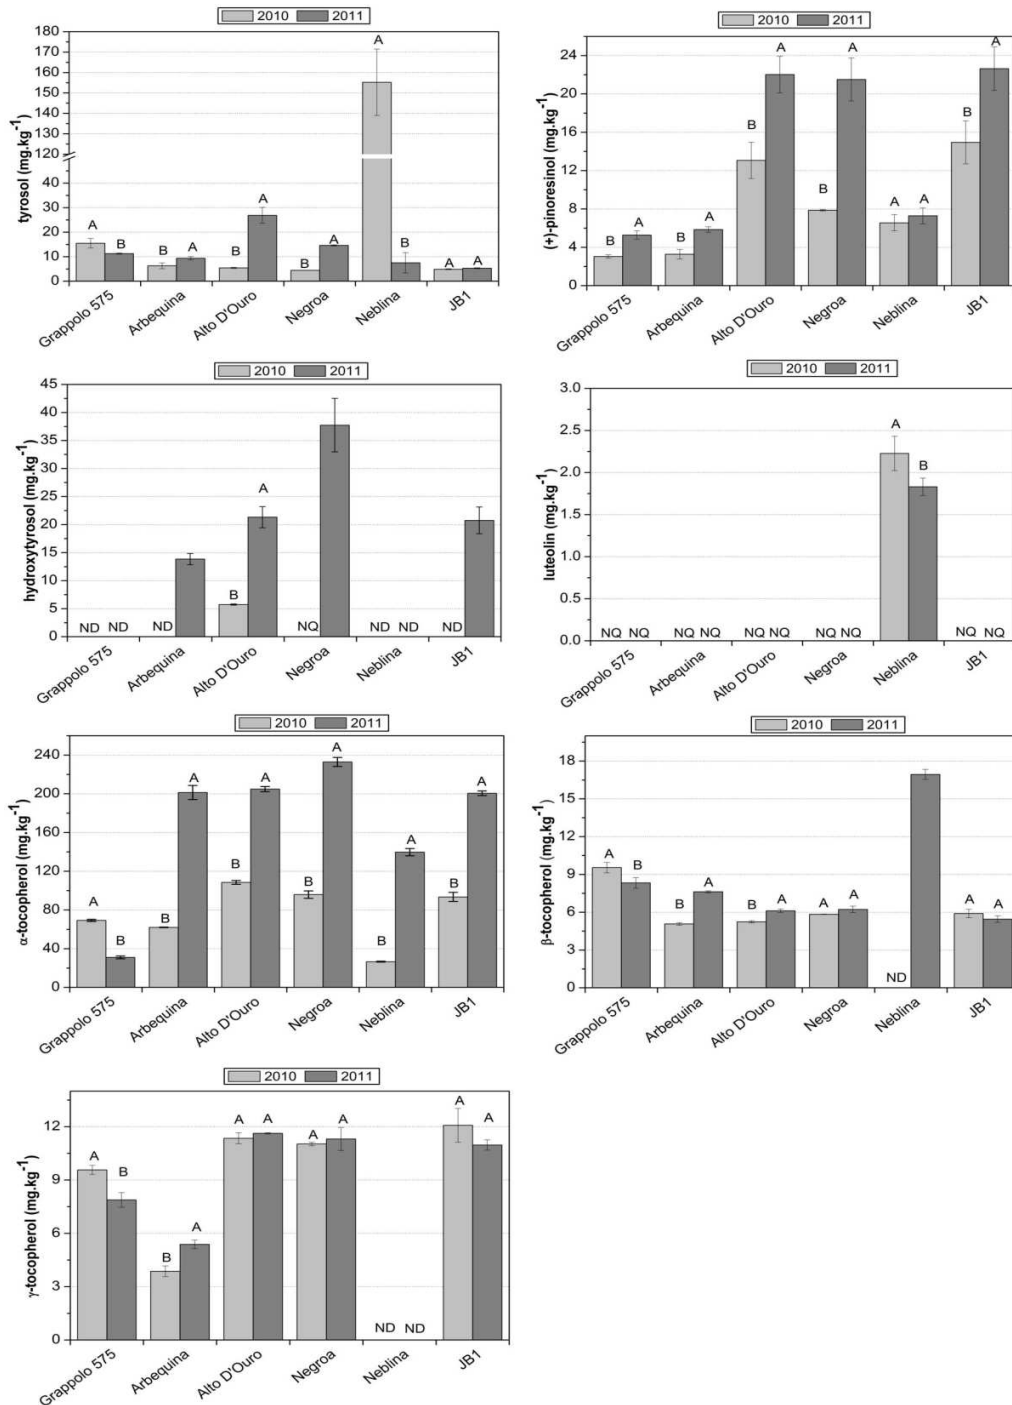 2010 2011
tyrosol (mg.kg⁻¹)
180
170
160
150
140
130
120
40
30
20
10
0
A B B A B A B A A B A A
Grappolo 575 Arbequina Alto D'Ouro Negroa Neblina JB1
2010 2011
(+)-pinoresinol (mg.kg⁻¹)
24
20
16
12
8
4
0
B A B A B A B A A A B A
Grappolo 575 Arbequina Alto D'Ouro Negroa Neblina JB1
2010 2011
hydroxytyrosol (mg.kg⁻¹)
45
40
35
30
25
20
15
10
5
0
ND ND ND B A NQ ND ND ND
Grappolo 575 Arbequina Alto D'Ouro Negroa Neblina JB1
2010 2011
luteolin (mg.kg⁻¹)
3.0
2.5
2.0
1.5
1.0
0.5
0.0
NQ NQ NQ NQ NQ NQ NQ NQ A B NQ NQ
Grappolo 575 Arbequina Alto D'Ouro Negroa Neblina JB1
2010 2011
α-tocopherol (mg.kg⁻¹)
240
200
160
120
80
40
0
A B B A B A B A B A B A
Grappolo 575 Arbequina Alto D'Ouro Negroa Neblina JB1
2010 2011
β-tocopherol (mg.kg⁻¹)
18
15
12
9
6
3
0
A B B A B A A A ND A A
Grappolo 575 Arbequina Alto D'Ouro Negroa Neblina JB1
2010 2011
γ-tocopherol (mg.kg⁻¹)
12
9
6
3
0
A B B A A A A A ND ND A A
Grappolo 575 Arbequina Alto D'Ouro Negroa Neblina JB1